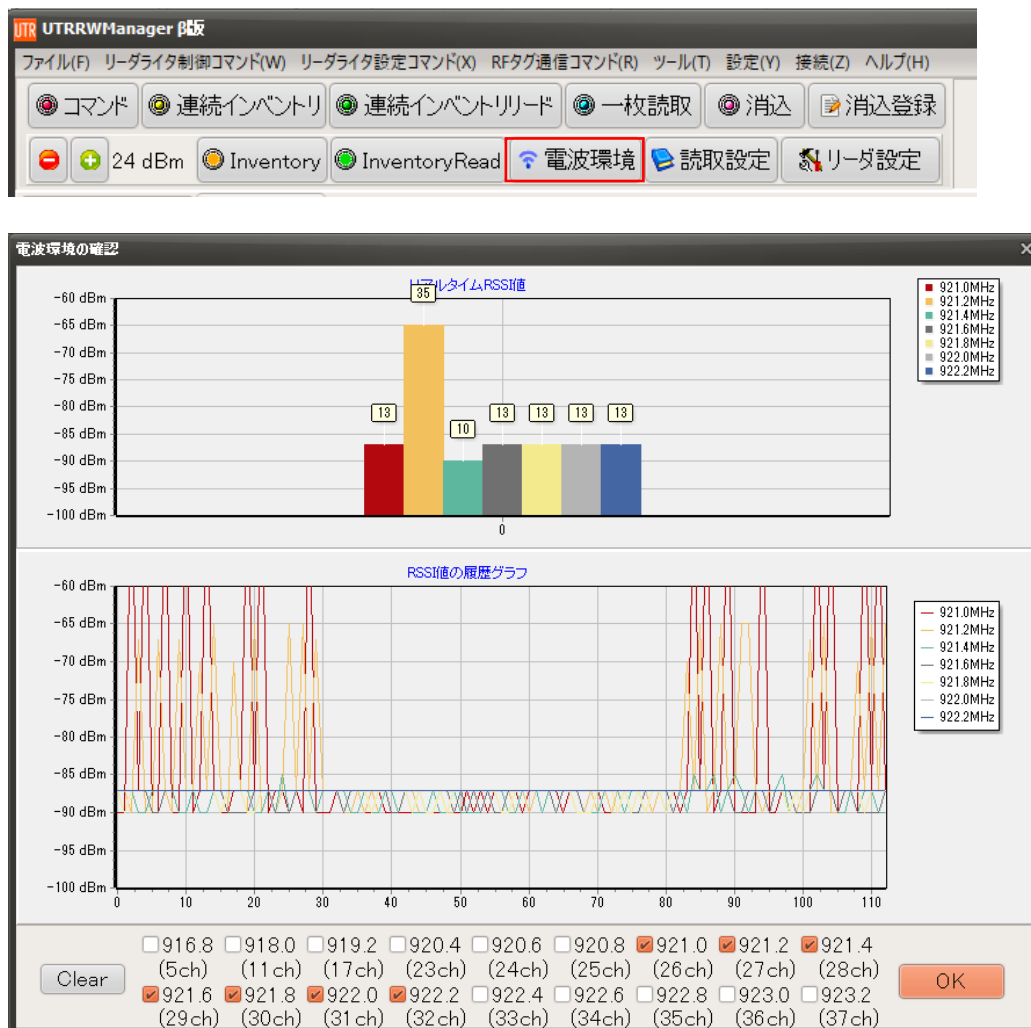 UTR UTRRWManager β版
ファイル(F) リーダライタ制御コマンド(W) リーダライタ設定コマンド(X) RFタグ通信コマンド(R) ツール(T) 設定(Y) 接続(Z) ヘルプ(H)
コマンド 連続インベントリ 連続インベントリリード 一枚読取 消込 消込登録
24 dBm Inventory InventoryRead 電波環境 読取設定 リーダ設定
電波環境の確認 ×
リアルタイムRSSI値
-60 dBm
-65 dBm
-70 dBm
-75 dBm
-80 dBm
-85 dBm
-90 dBm
-95 dBm
-100 dBm
13 35 10 13 13 13 13
0
921.0MHz
921.2MHz
921.4MHz
921.6MHz
921.8MHz
922.0MHz
922.2MHz
RSSI値の履歴グラフ
-60 dBm
-65 dBm
-70 dBm
-75 dBm
-80 dBm
-85 dBm
-90 dBm
-95 dBm
-100 dBm
0 10 20 30 40 50 60 70 80 90 100 110
921.0MHz
921.2MHz
921.4MHz
921.6MHz
921.8MHz
922.0MHz
922.2MHz
916.8 918.0 919.2 920.4 920.6 920.8 921.0 921.2 921.4
(5ch) (11ch) (17ch) (23ch) (24ch) (25ch) (26ch) (27ch) (28ch)
Clear OK
921.6 921.8 922.0 922.2 922.4 922.6 922.8 923.0 923.2
(29ch) (30ch) (31ch) (32ch) (33ch) (34ch) (35ch) (36ch) (37ch)